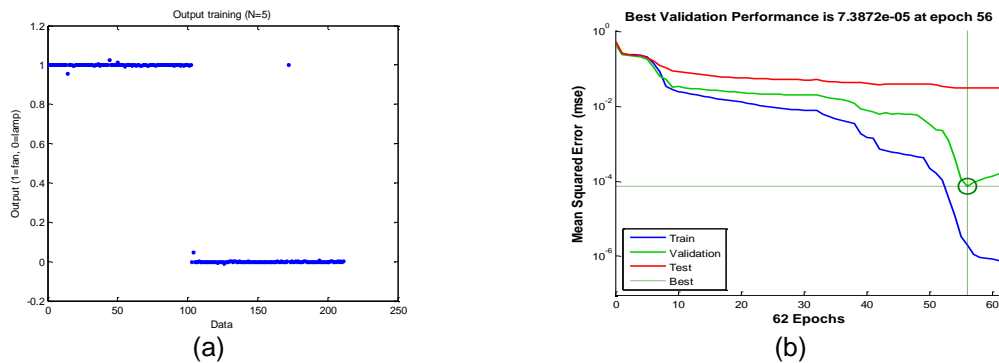 Output training (N=5)
1.2
1
0.8
0.6
0.4
0.2
0
-0.2
Output (1=fan, 0=lamp)
0 50 100 150 200 250
Data
(a)
Best Validation Performance is 7.3872e-05 at epoch 56
10^0
10^-2
10^-4
10^-6
Mean Squared Error (mse)
Train
Validation
Test
Best
0 10 20 30 40 50 60
62 Epochs
(b)